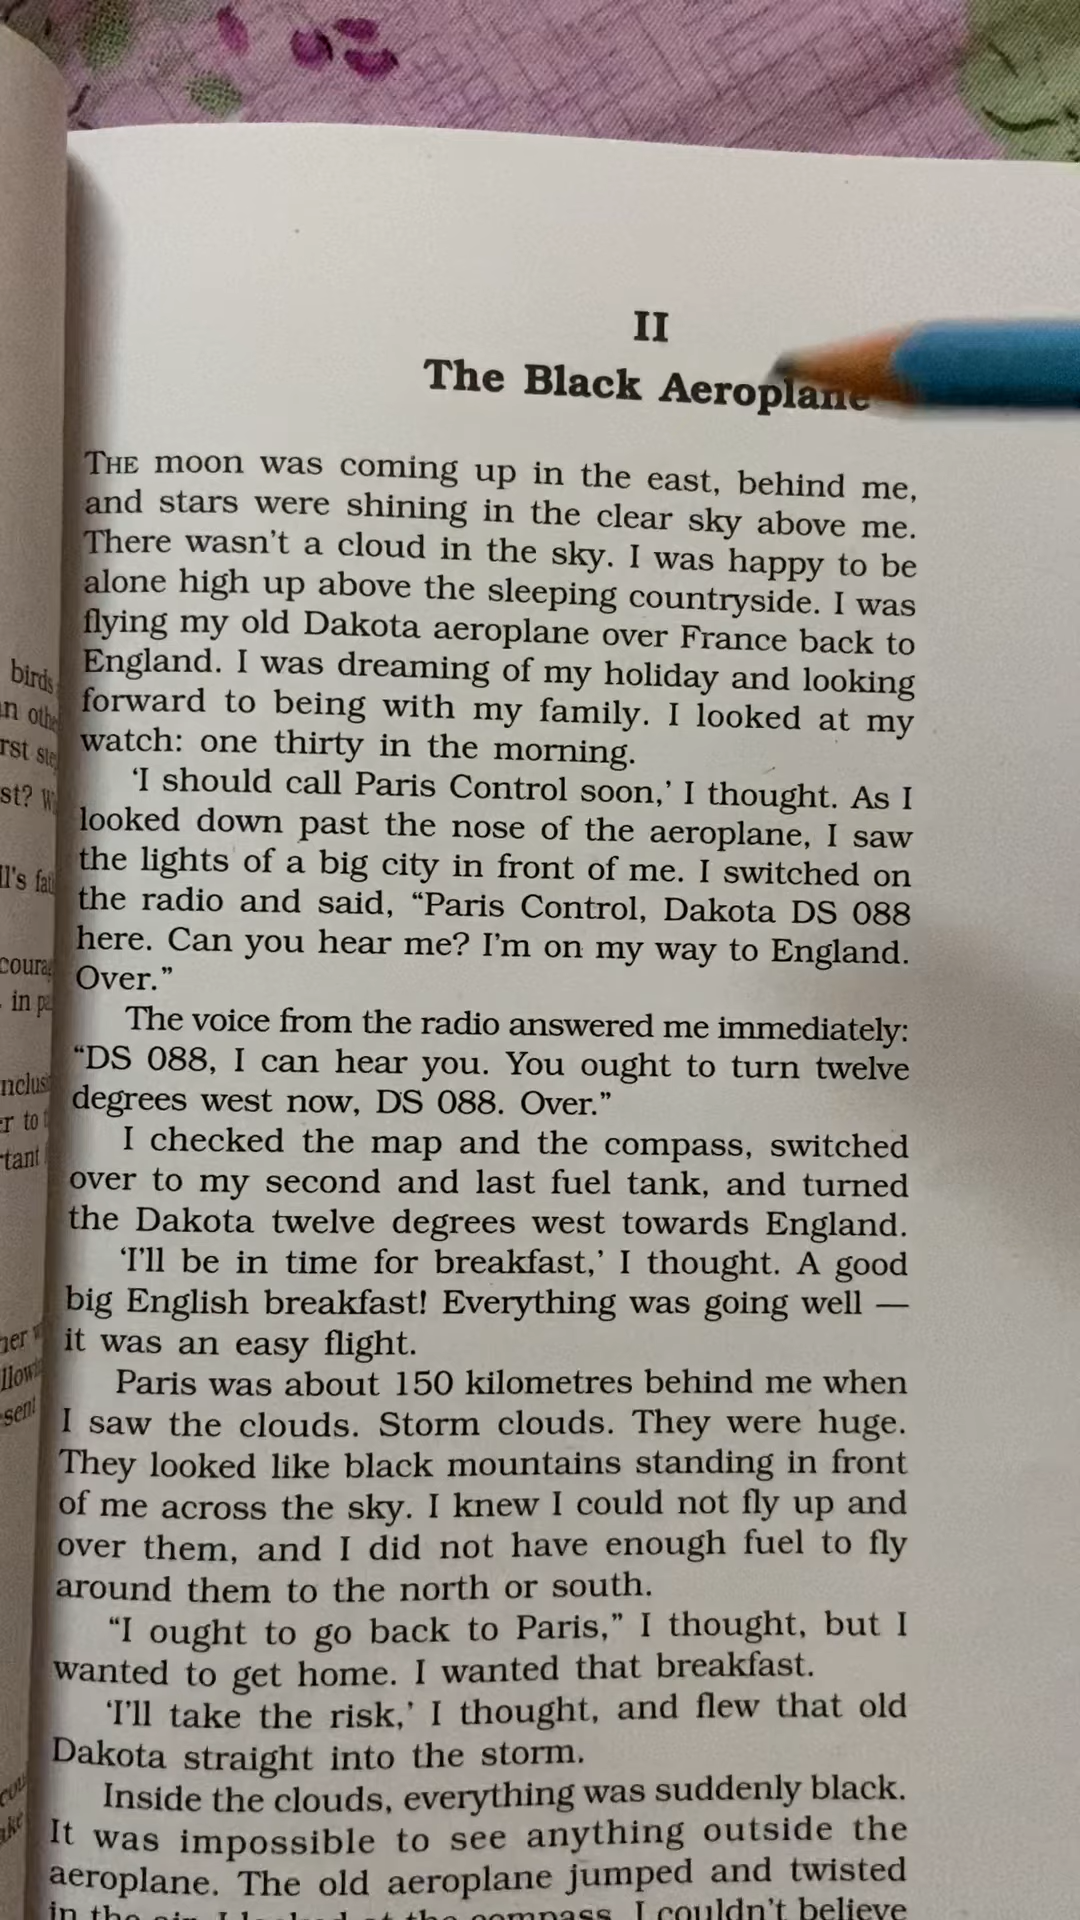 II
The Black Aeroplane
THE moon was coming up in the east, behind me,
and stars were shining in the clear sky above me.
There wasn't a cloud in the sky. I was happy to be
alone high up above the sleeping countryside. I was
flying my old Dakota aeroplane over France back to
England. I was dreaming of my holiday and looking
forward to being with my family. I looked at my
watch: one thirty in the morning.
‘I should call Paris Control soon,’ I thought. As I
looked down past the nose of the aeroplane, I saw
the lights of a big city in front of me. I switched on
the radio and said, “Paris Control, Dakota DS 088
here. Can you hear me? I'm on my way to England.
Over.”
The voice from the radio answered me immediately:
“DS 088, I can hear you. You ought to turn twelve
degrees west now, DS 088. Over.”
I checked the map and the compass, switched
over to my second and last fuel tank, and turned
the Dakota twelve degrees west towards England.
‘I'll be in time for breakfast,’ I thought. A good
big English breakfast! Everything was going well —
it was an easy flight.
Paris was about 150 kilometres behind me when
I saw the clouds. Storm clouds. They were huge.
They looked like black mountains standing in front
of me across the sky. I knew I could not fly up and
over them, and I did not have enough fuel to fly
around them to the north or south.
“I ought to go back to Paris,” I thought, but I
wanted to get home. I wanted that breakfast.
‘I'll take the risk,’ I thought, and flew that old
Dakota straight into the storm.
Inside the clouds, everything was suddenly black.
It was impossible to see anything outside the
aeroplane. The old aeroplane jumped and twisted
in the air. I looked at the compass. I couldn't believe
birds
st?
ll's
in